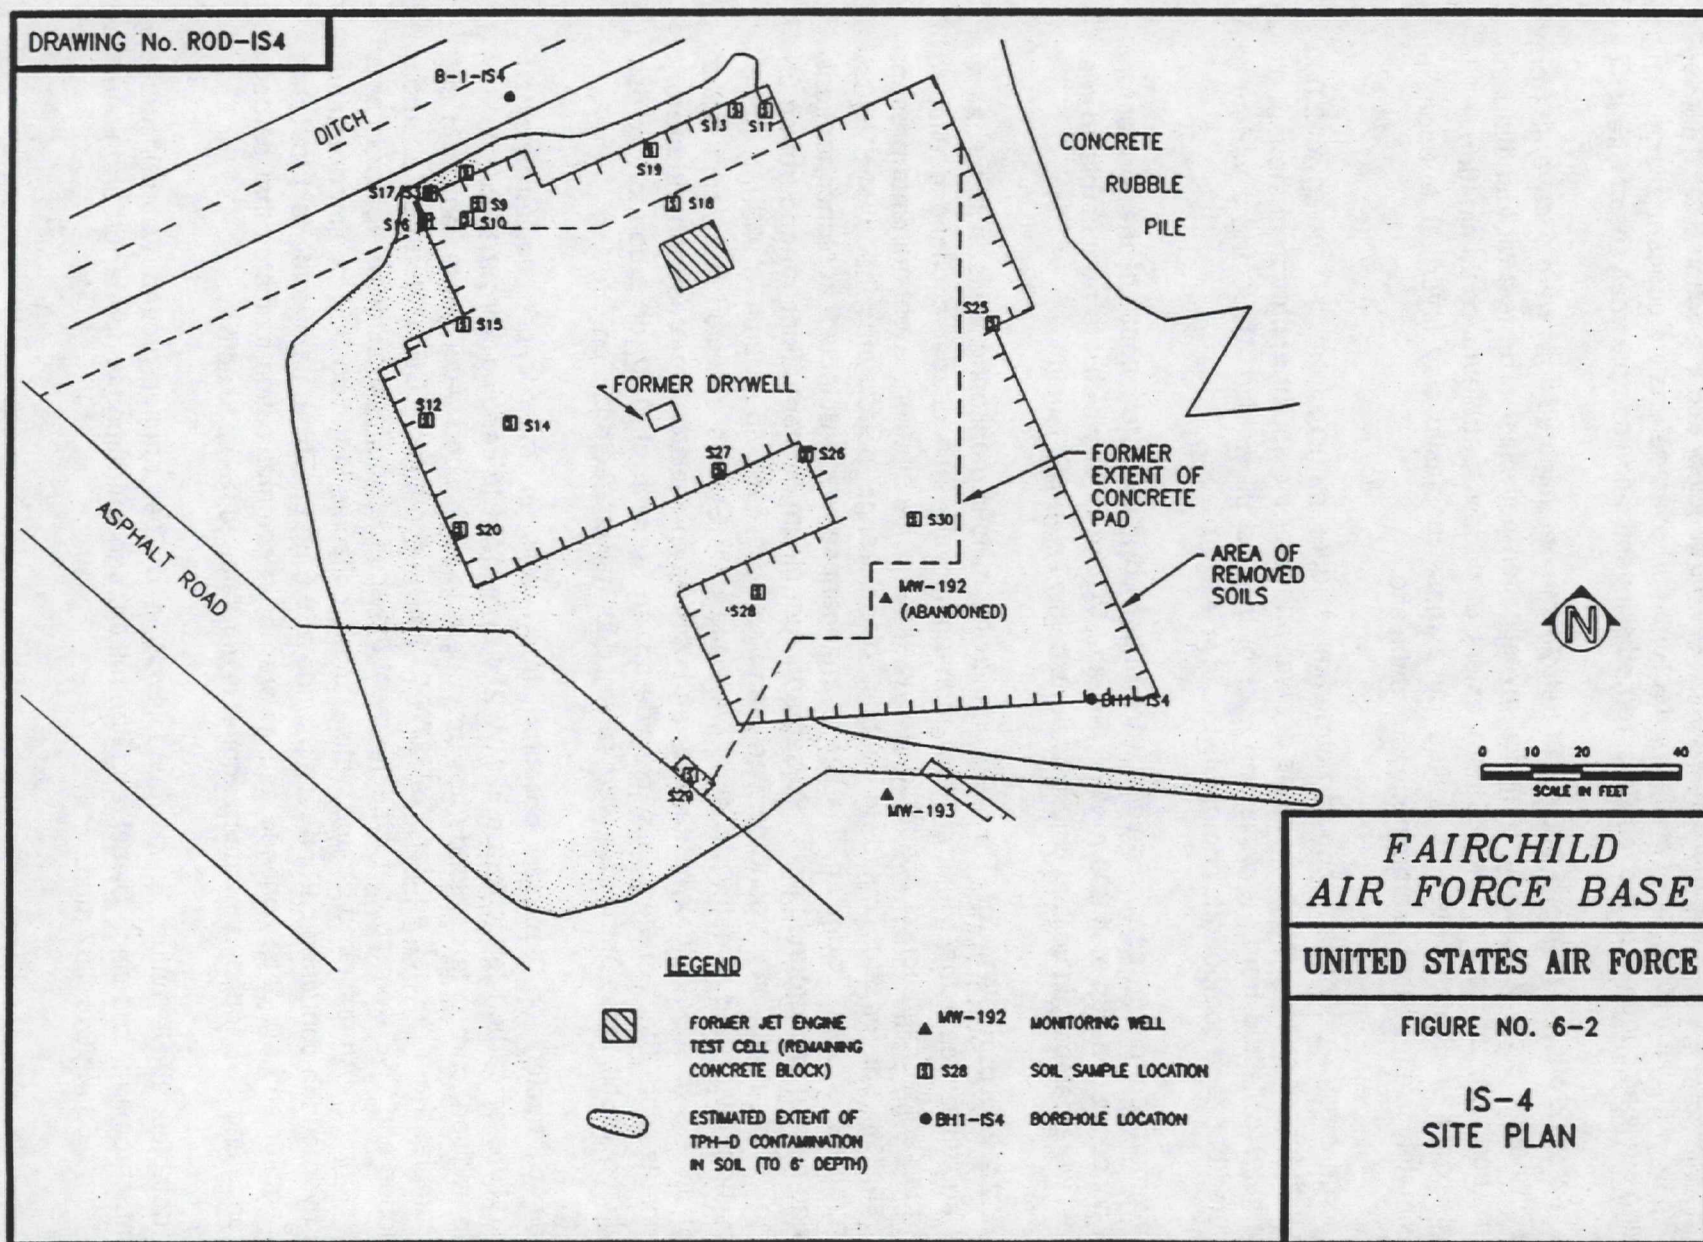 DRAWING No. ROD-IS4
B-1-IS4
DITCH
S13
S11
S19
CONCRETE
RUBBLE
PILE
S17/S3
S9
S18
S16
S10
S15
S25
FORMER DRYWELL
S12
S14
S27
S26
FORMER
EXTENT OF
CONCRETE
PAD
S20
S30
ASPHALT ROAD
AREA OF
REMOVED
SOILS
MW-192
(ABANDONED)
S28
N
BH1-IS4
S29
MW-193
0 10 20 40
SCALE IN FEET
FAIRCHILD
AIR FORCE BASE
UNITED STATES AIR FORCE
FIGURE NO. 6-2
IS-4
SITE PLAN
LEGEND
FORMER JET ENGINE
TEST CELL (REMAINING
CONCRETE BLOCK)
ESTIMATED EXTENT OF
TPH-D CONTAMINATION
IN SOIL (TO 6" DEPTH)
MW-192 MONITORING WELL
S28 SOIL SAMPLE LOCATION
BH1-IS4 BOREHOLE LOCATION